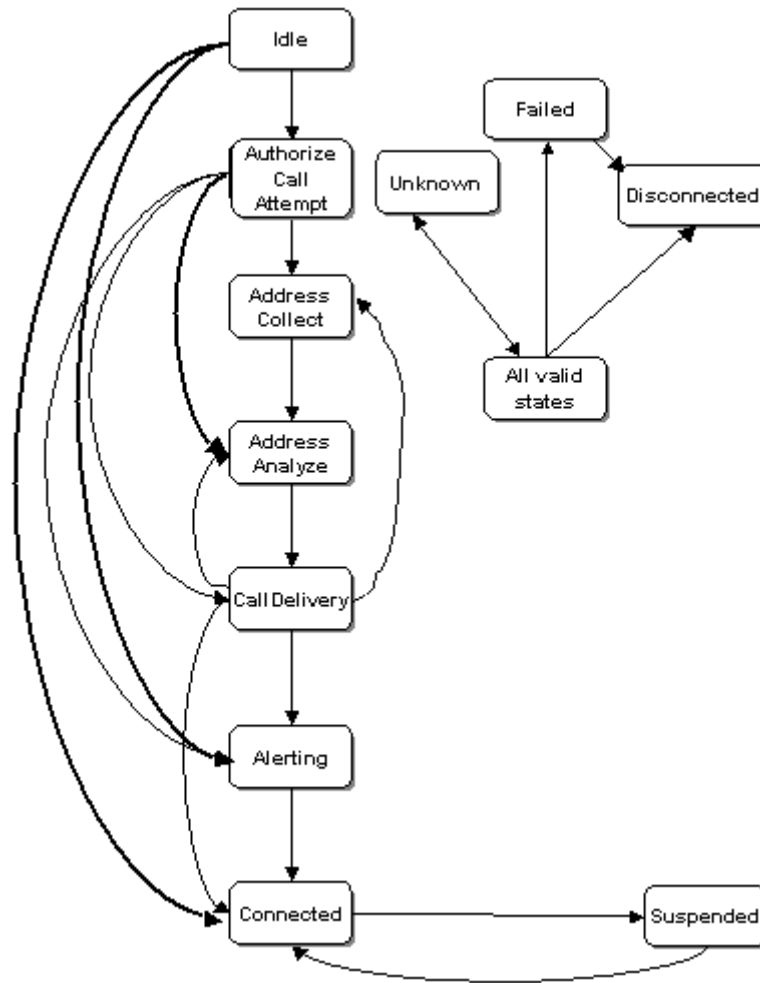 Idle
Authorize
Call
Attempt
Address
Collect
Address
Analyze
Call Delivery
Alerting
Connected
Suspended
Failed
Unknown
Disconnected
All valid
states